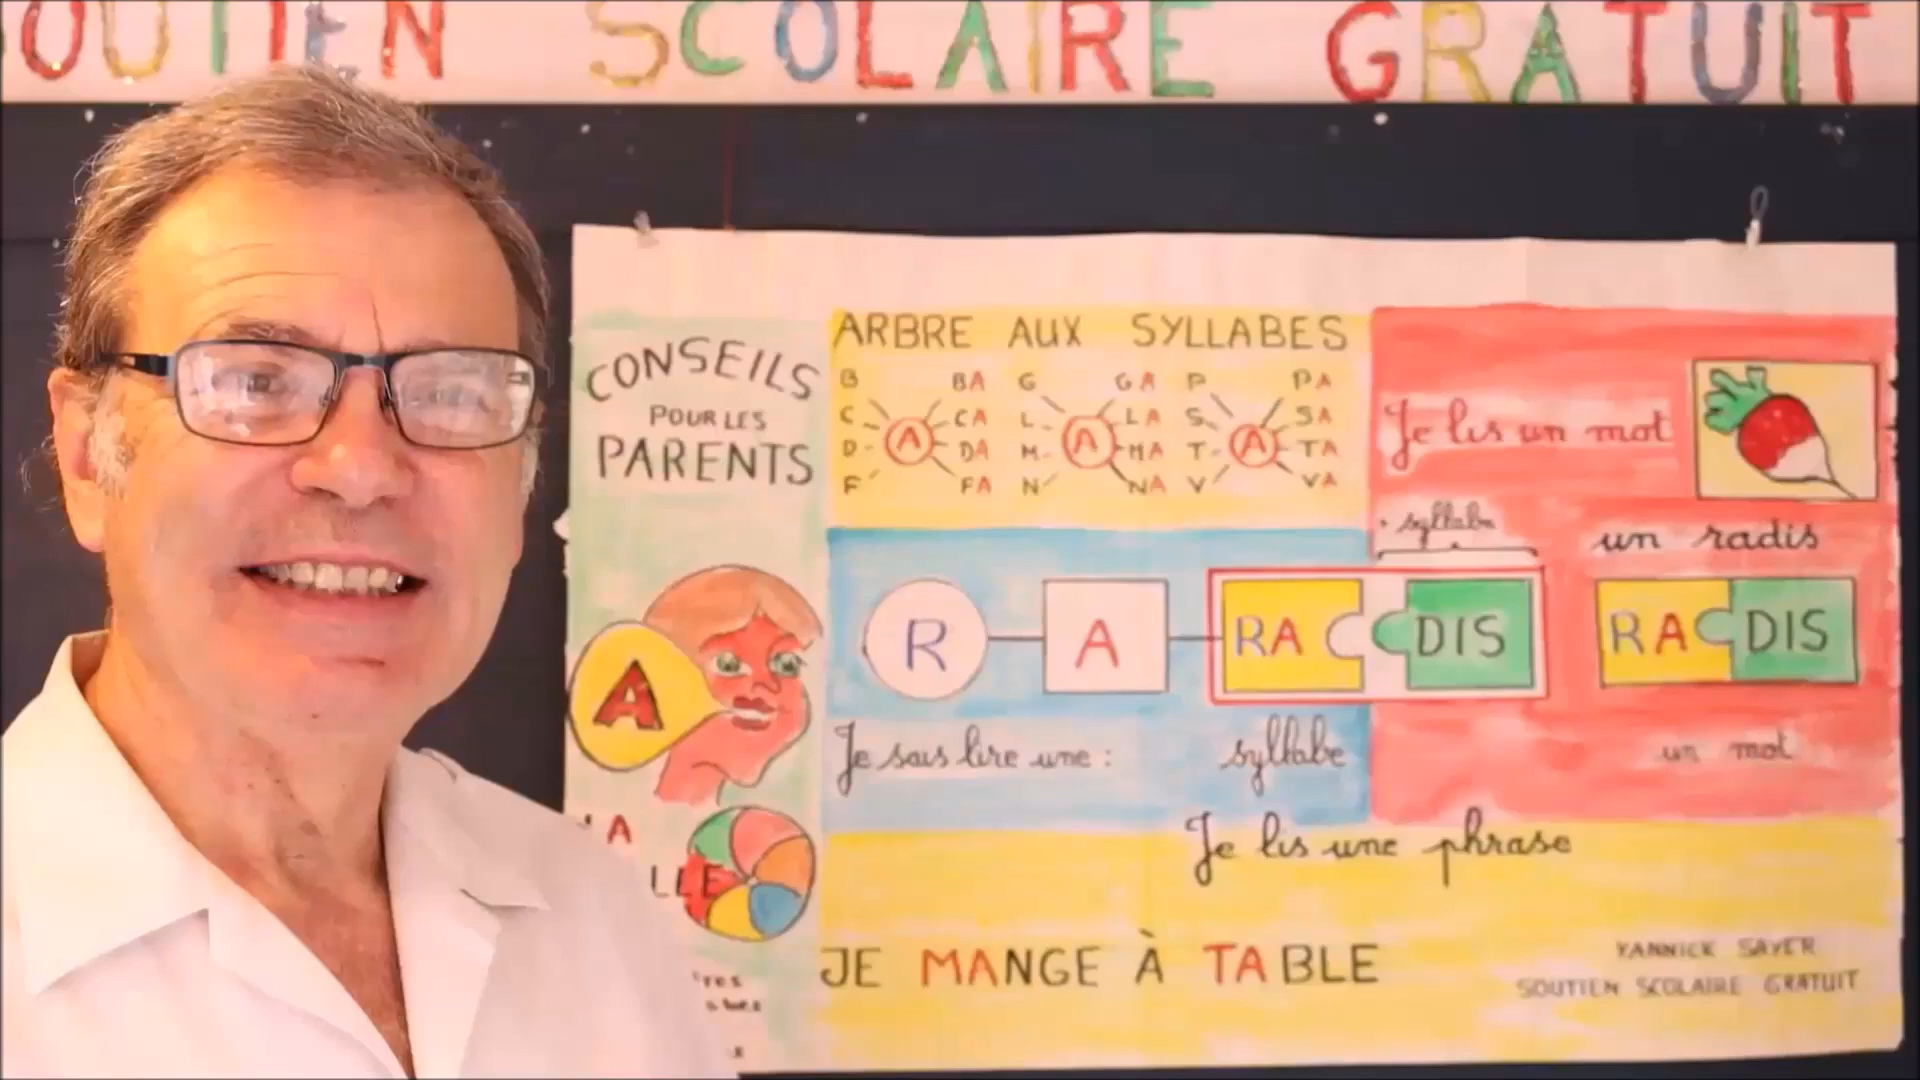 SOUTIEN SCOLAIRE GRATUIT
CONSEILS
POUR LES
PARENTS
A
ARBRE AUX SYLLABES
B BA G GA P PA
C CA L LA S SA
A A A
D DA M MA T TA
F FA N NA V VA
Je lis un mot
syllabe
un radis
R A RA DIS
RA DIS
Je sais lire une : syllabe
un mot
Je lis une phrase
JE MANGE À TABLE
YANNICK SAYER
SOUTIEN SCOLAIRE GRATUIT